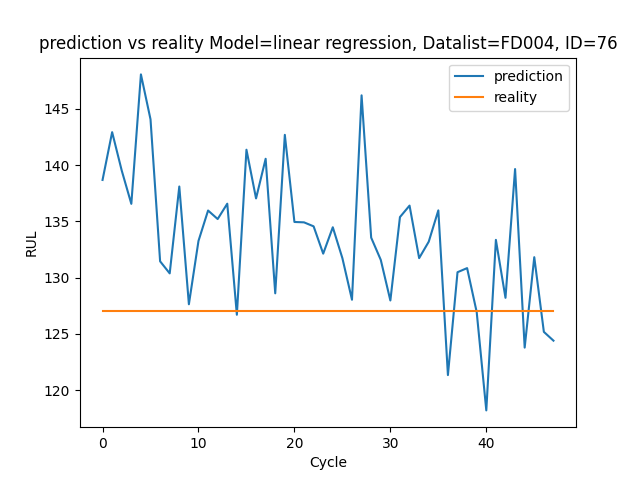 prediction vs reality Model=linear regression, Datalist=FD004, ID=76
prediction
reality
145
140
135
130
125
120
RUL
0 10 20 30 40
Cycle